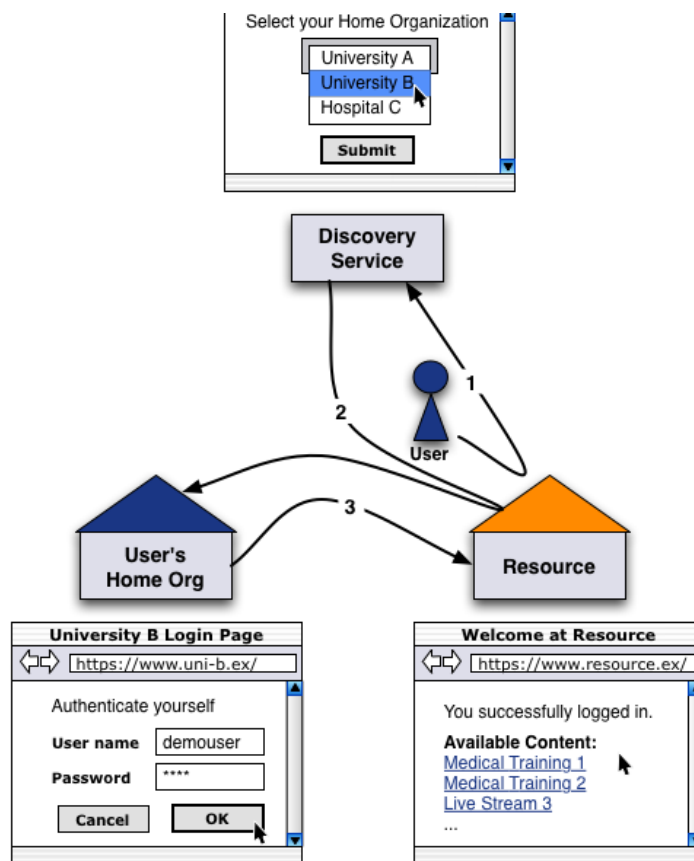 Select your Home Organization
University A
University B
Hospital C
Submit
Discovery
Service
1
2
User
3
User's
Home Org
Resource
University B Login Page
https://www.uni-b.ex/
Authenticate yourself
User name demouser
Password ****
Cancel OK
Welcome at Resource
https://www.resource.ex/
You successfully logged in.
Available Content:
Medical Training 1
Medical Training 2
Live Stream 3
...